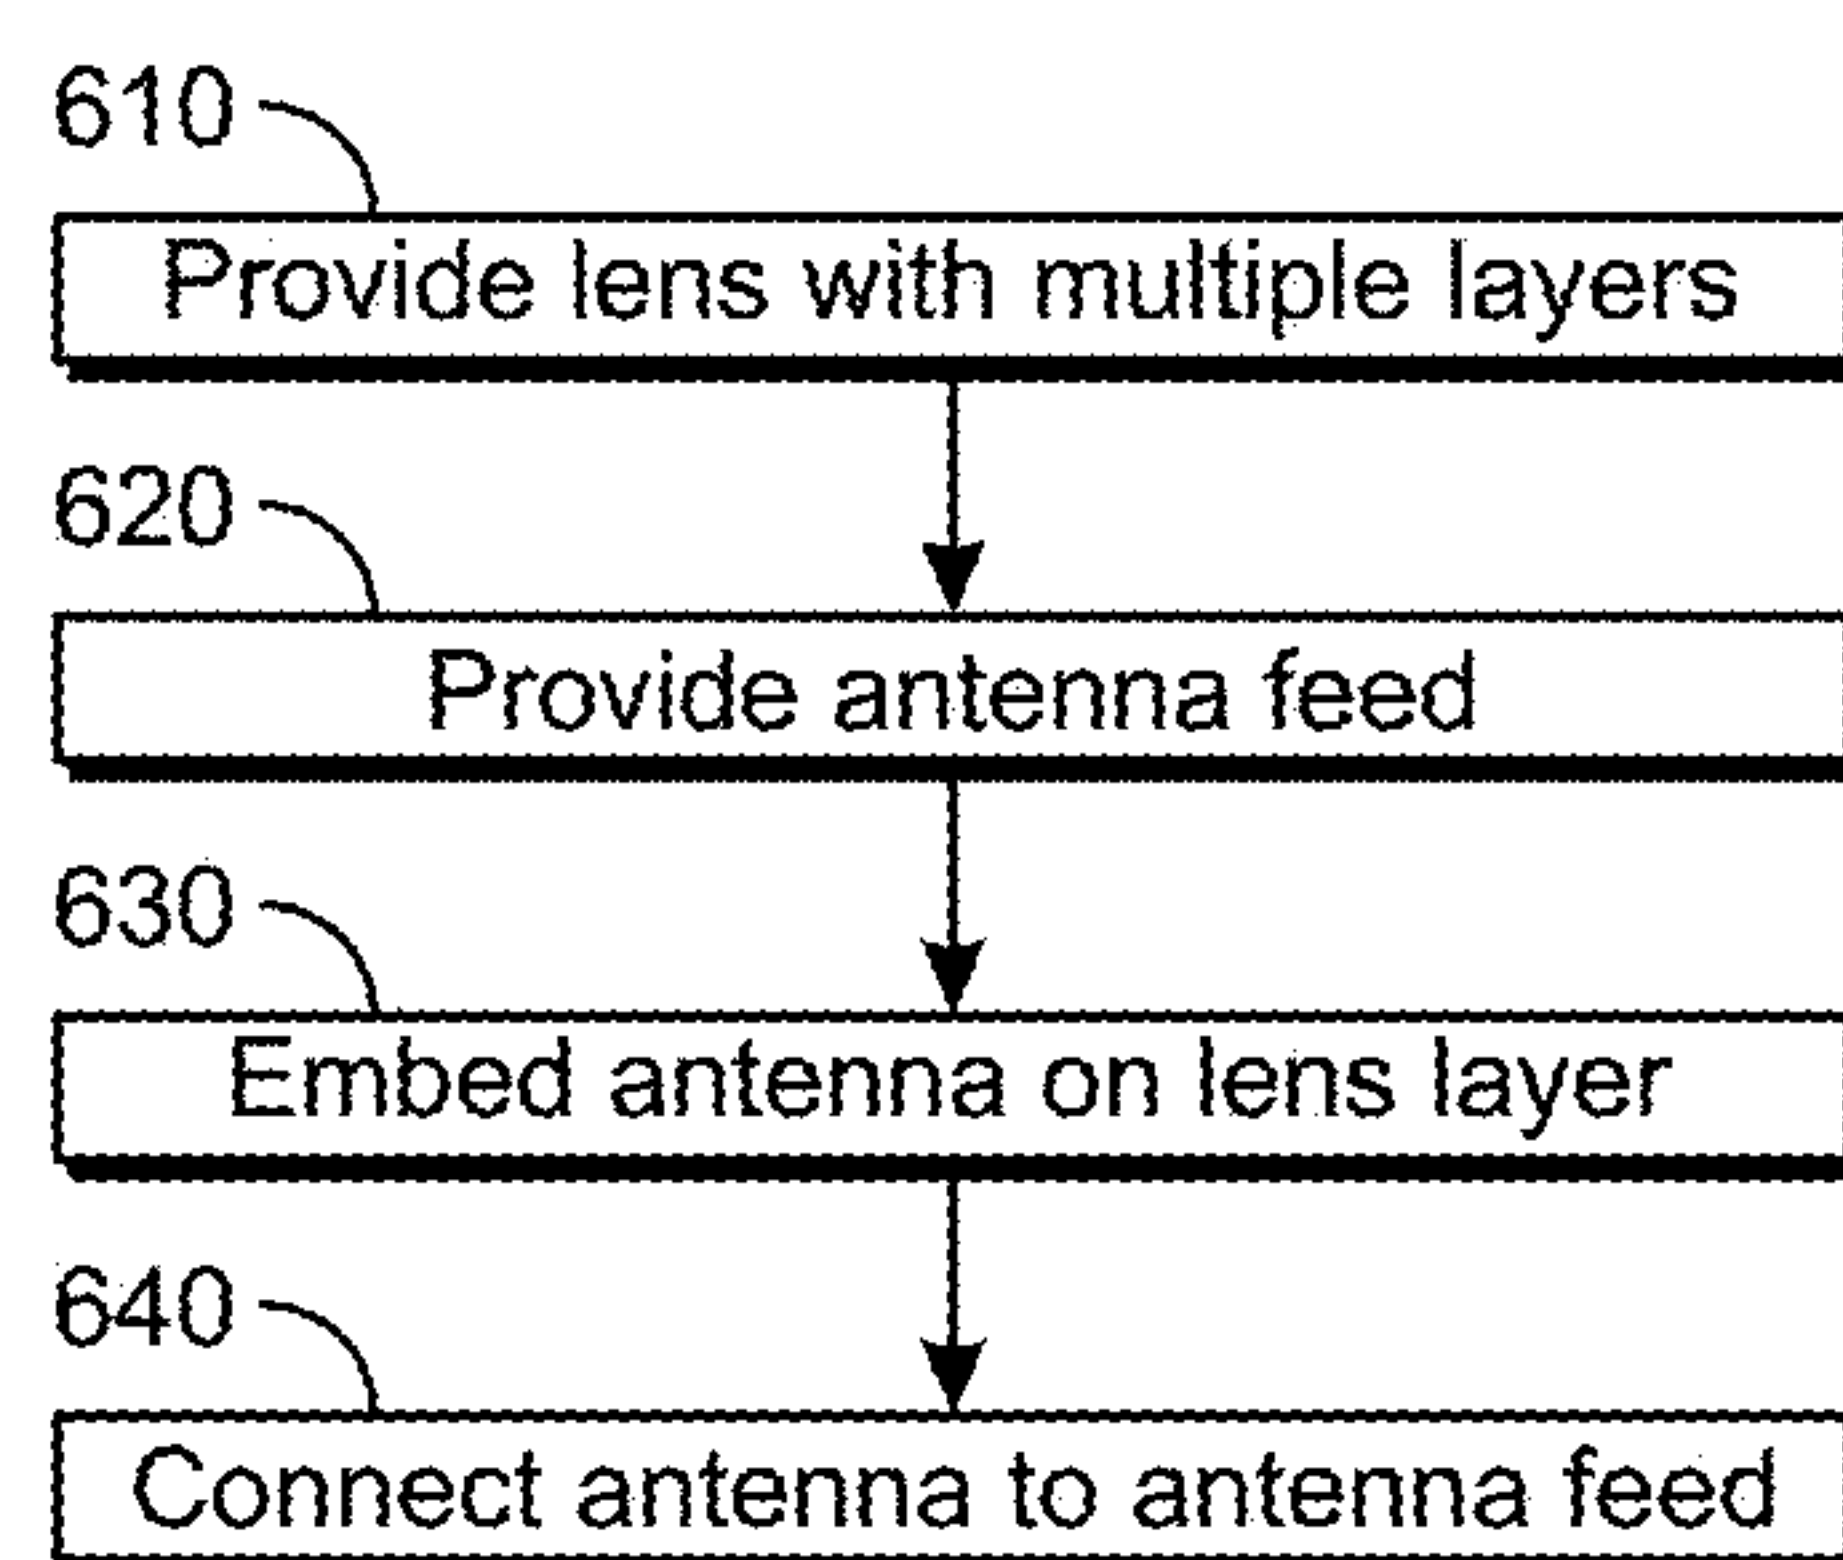 610
Provide lens with multiple layers
620
Provide antenna feed
630
Embed antenna on lens layer
640
Connect antenna to antenna feed